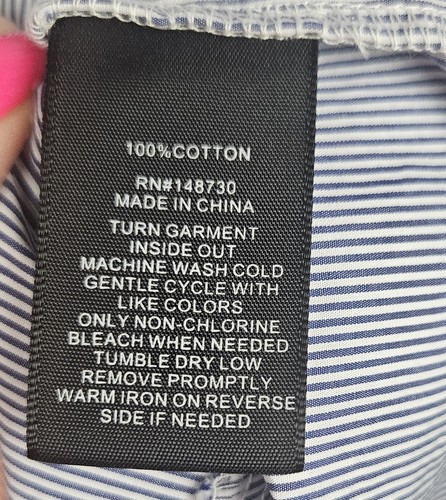 100%COTTON
RN#148730
MADE IN CHINA
TURN GARMENT
INSIDE OUT
MACHINE WASH COLD
GENTLE CYCLE WITH
LIKE COLORS
ONLY NON-CHLORINE
BLEACH WHEN NEEDED
TUMBLE DRY LOW
REMOVE PROMPTLY
WARM IRON ON REVERSE
SIDE IF NEEDED